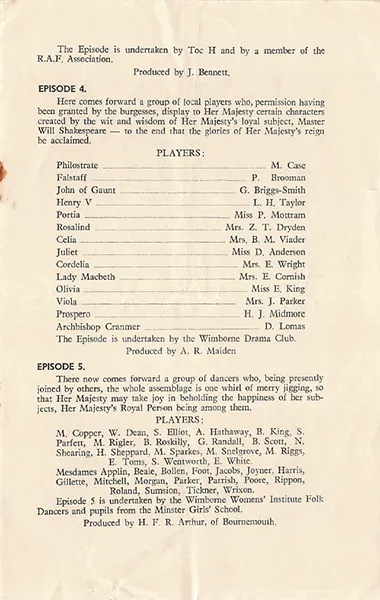 The Episode is undertaken by Toc H and by a member of the
R.A.F. Association.
Produced by J. Bennett.
EPISODE 4.
Here comes forward a group of local players who, permission having
been granted by the burgesses, display to Her Majesty certain characters
created by the wit and wisdom of Her Majesty's loyal subject, Master
Will Shakespeare — to the end that the glories of Her Majesty's reign
be acclaimed.
PLAYERS:
Philostrate M. Case
Falstaff P. Brooman
John of Gaunt G. Briggs-Smith
Henry V L. H. Taylor
Portia Miss P. Mottram
Rosalind Mrs. Z. T. Dryden
Celia Mrs. B. M. Viader
Juliet Miss D. Anderson
Cordelia Mrs. E. Wright
Lady Macbeth Mrs. E. Cornish
Olivia Miss E. King
Viola Mrs. J. Parker
Prospero H. J. Midmore
Archbishop Cranmer D. Lomas
The Episode is undertaken by the Wimborne Drama Club.
Produced by A. R. Maiden
EPISODE 5.
There now comes forward a group of dancers who, being presently
joined by others, the whole assemblage is one whirl of merry jigging, so
that Her Majesty may take joy in beholding the happiness of her sub-
jects, Her Majesty's Royal Person being among them.
PLAYERS:
M. Copper, W. Dean, S. Elliot, A. Hathaway, B. King, S.
Parfett, M. Rigler, B. Roskilly, G. Randall, B. Scott, N.
Shearing, H. Sheppard, M. Sparkes, M. Snelgrove, M. Riggs,
E. Toms, S. Wentworth, E. White.
Mesdames Applin, Beale, Bollen, Foot, Jacobs, Joyner, Harris,
Gillette, Mitchell, Morgan, Parker, Parrish, Poore, Rippon,
Roland, Sumsion, Tickner, Wrixon.
Episode 5 is undertaken by the Wimborne Womens' Institute Folk
Dancers and pupils from the Minster Girls' School.
Produced by H. F. R. Arthur, of Bournemouth.